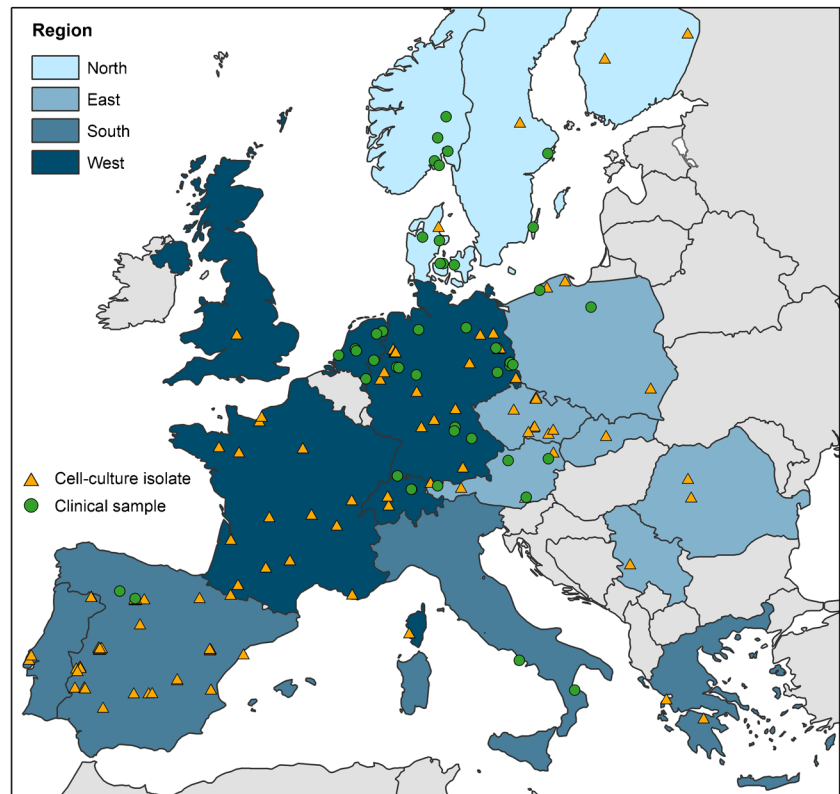 Region
North
East
South
West
Cell-culture isolate
Clinical sample